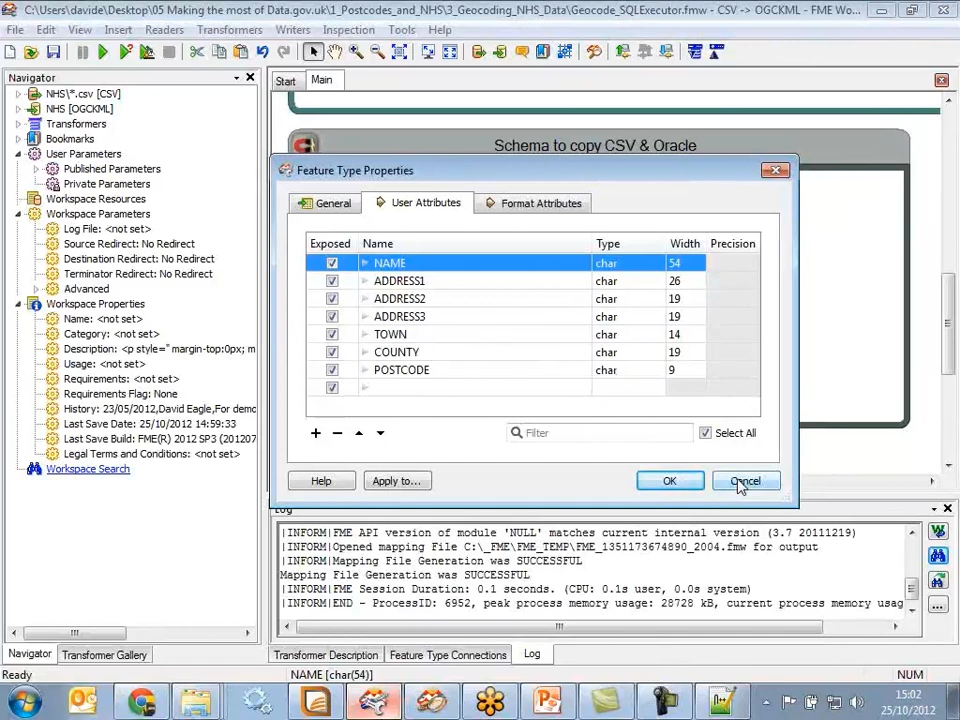 C:\Users\davide\Desktop\05 Making the most of Data.gov.uk\1_Postcodes_and_NHS\3_Geocoding_NHS_Data\Geocode_SQLExecutor.fmw - CSV -> OGCKML - FME Wo...
File Edit View Insert Readers Transformers Writers Inspection Tools Help
Navigator
NHS\*.csv [CSV]
NHS [OGCKML]
Transformers
Bookmarks
User Parameters
Published Parameters
Private Parameters
Workspace Resources
Workspace Parameters
Log File: <not set>
Source Redirect: No Redirect
Destination Redirect: No Redirect
Terminator Redirect: No Redirect
Advanced
Workspace Properties
Name: <not set>
Category: <not set>
Description: <p style=" margin-top:0px; m
Usage: <not set>
Requirements: <not set>
Requirements Flag: None
History: 23/05/2012,David Eagle,For demo
Last Save Date: 25/10/2012 14:59:33
Last Save Build: FME(R) 2012 SP3 (201207
Legal Terms and Conditions: <not set>
Workspace Search
Navigator Transformer Gallery
Start Main
Schema to copy CSV & Oracle
Feature Type Properties
General User Attributes Format Attributes
Exposed Name Type Width Precision
NAME char 54
ADDRESS1 char 26
ADDRESS2 char 19
ADDRESS3 char 19
TOWN char 14
COUNTY char 19
POSTCODE char 9
Filter Select All
Help Apply to... OK Cancel
Log
|INFORM|FME API version of module 'NULL' matches current internal version (3.7 20111219)
|INFORM|Opened mapping File C:\_FME\FME_TEMP\FME_1351173674890_2004.fmw for output
|INFORM|Mapping File Generation was SUCCESSFUL
Mapping File Generation was SUCCESSFUL
|INFORM|FME Session Duration: 0.1 seconds. (CPU: 0.1s user, 0.0s system)
|INFORM|END - ProcessID: 6952, peak process memory usage: 28728 kB, current process memory usag
Transformer Description Feature Type Connections Log
Ready NAME [char(54)] NUM
15:02
25/10/2012